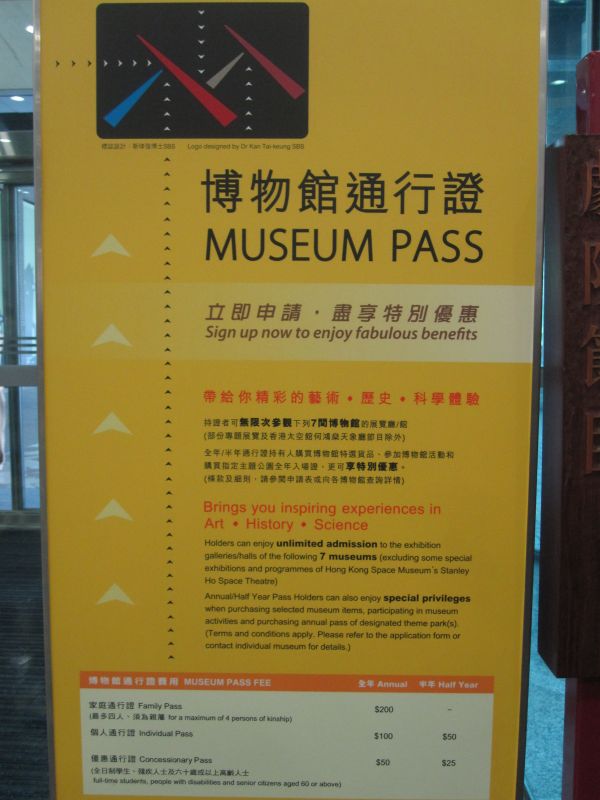 標誌設計：靳埭強博士SBS Logo designed by Dr Kan Tai-keung SBS
博物館通行證
MUSEUM PASS
立即申請・盡享特別優惠
Sign up now to enjoy fabulous benefits
帶給你精彩的藝術・歷史・科學體驗
持證者可無限次參觀下列7間博物館的展覽廳/館
(部份專題展覽及香港太空館何鴻燊天象廳節目除外)
全年/半年通行證持有人購買博物館特選貨品、參加博物館活動和
購買指定主題公園全年入場證，更可享特別優惠。
(條款及細則，請參閱申請表或向各博物館查詢詳情)
Brings you inspiring experiences in
Art • History • Science
Holders can enjoy unlimited admission to the exhibition
galleries/halls of the following 7 museums (excluding some special
exhibitions and programmes of Hong Kong Space Museum's Stanley
Ho Space Theatre)
Annual/Half Year Pass Holders can also enjoy special privileges
when purchasing selected museum items, participating in museum
activities and purchasing annual pass of designated theme park(s).
(Terms and conditions apply. Please refer to the application form or
contact individual museum for details.)
博物館通行證費用 MUSEUM PASS FEE 全年 Annual 半年 Half Year
家庭通行證 Family Pass $200 –
(最多四人，須為親屬 for a maximum of 4 persons of kinship)
個人通行證 Individual Pass $100 $50
優惠通行證 Concessionary Pass $50 $25
(全日制學生、殘疾人士及六十歲或以上高齡人士
full-time students, people with disabilities and senior citizens aged 60 or above)